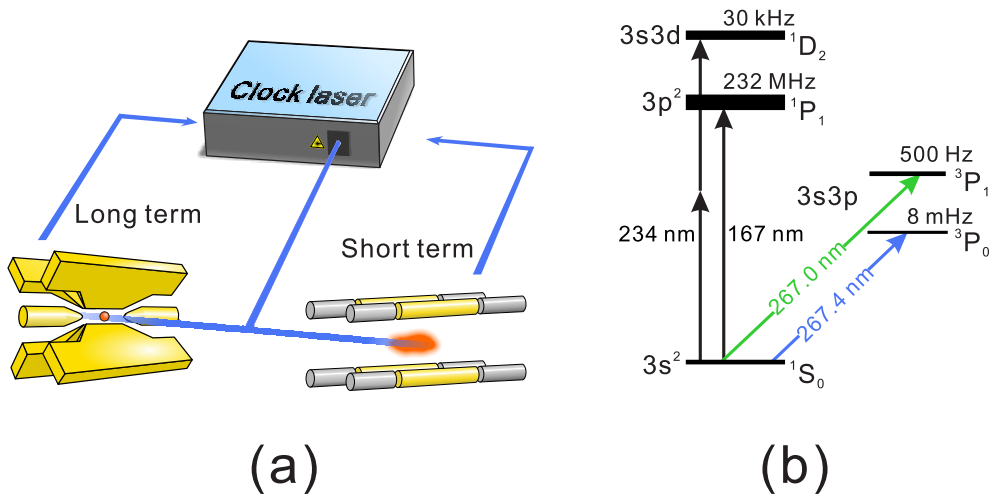 Clock laser
Long term
Short term
(a)
30 kHz
3s3d
¹D₂
232 MHz
3p²
¹P₁
500 Hz
³P₁
3s3p
8 mHz
³P₀
234 nm
167 nm
267.0 nm
267.4 nm
3s²
¹S₀
(b)